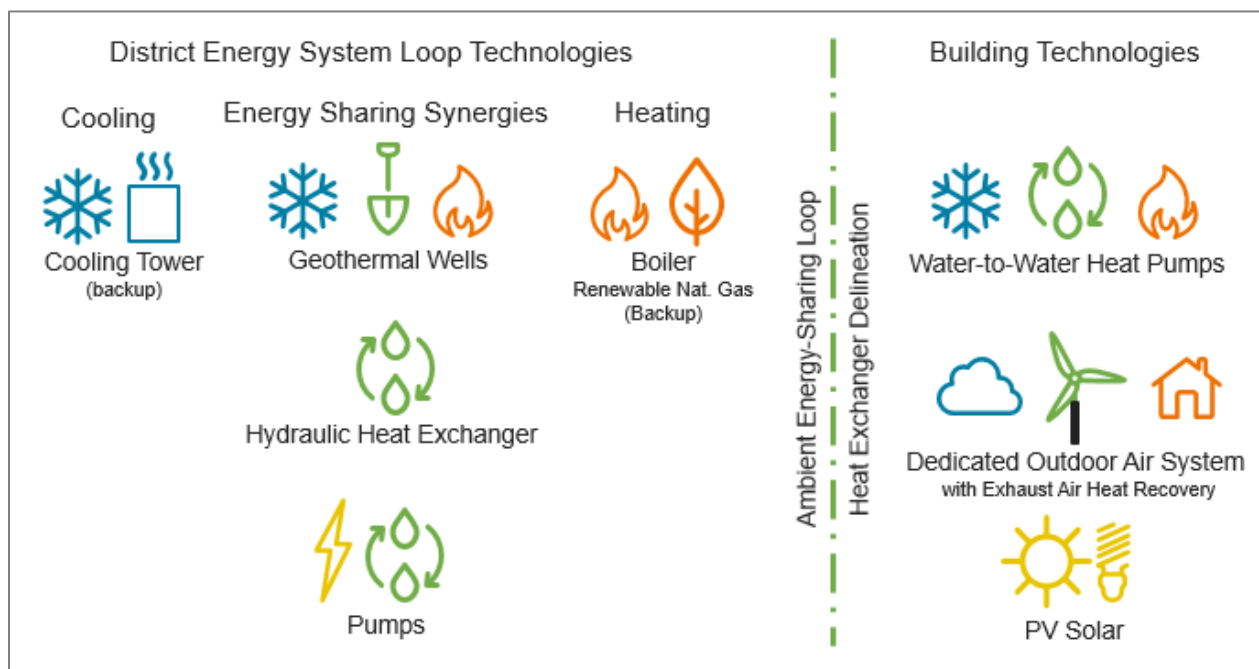 District Energy System Loop Technologies
Building Technologies
Cooling
Energy Sharing Synergies
Heating
Cooling Tower
(backup)
Geothermal Wells
Boiler
Renewable Nat. Gas
(Backup)
Hydraulic Heat Exchanger
Pumps
Ambient Energy-Sharing Loop
Heat Exchanger Delineation
Water-to-Water Heat Pumps
Dedicated Outdoor Air System
with Exhaust Air Heat Recovery
PV Solar